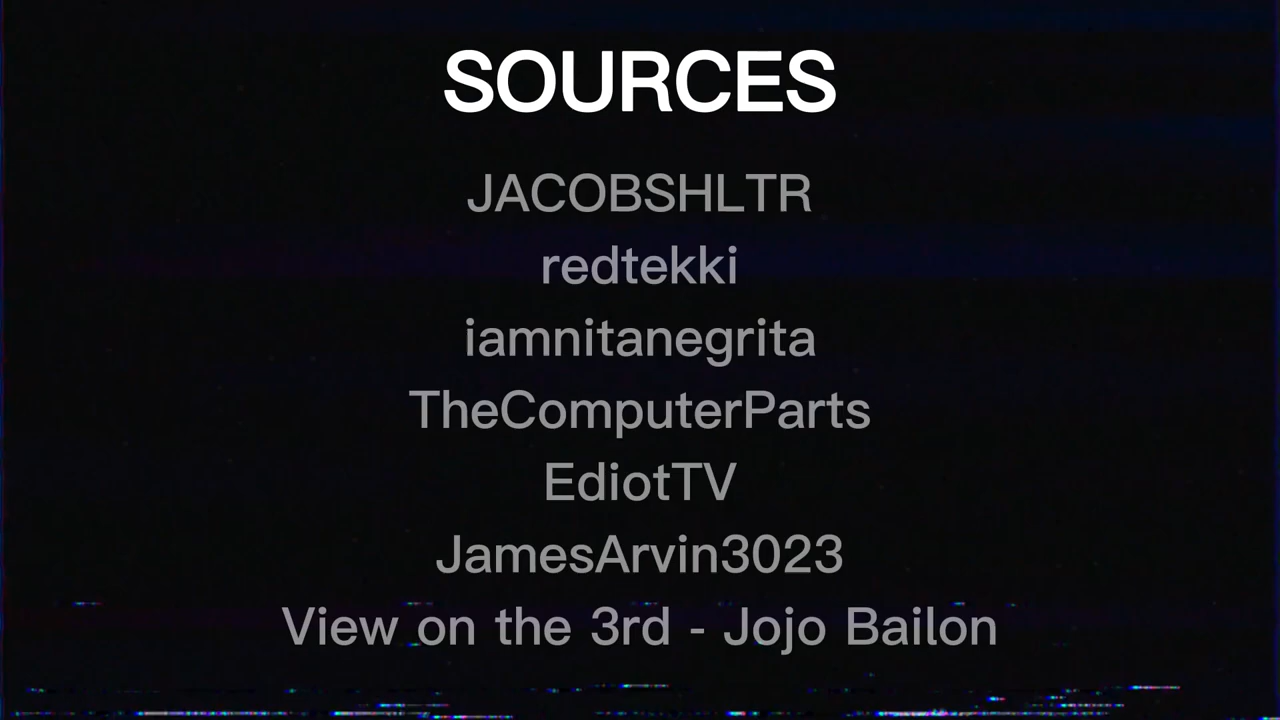 SOURCES
JACOBSHLTR
redtekki
iamnitanegrita
TheComputerParts
EdiotTV
JamesArvin3023
View on the 3rd - Jojo Bailon